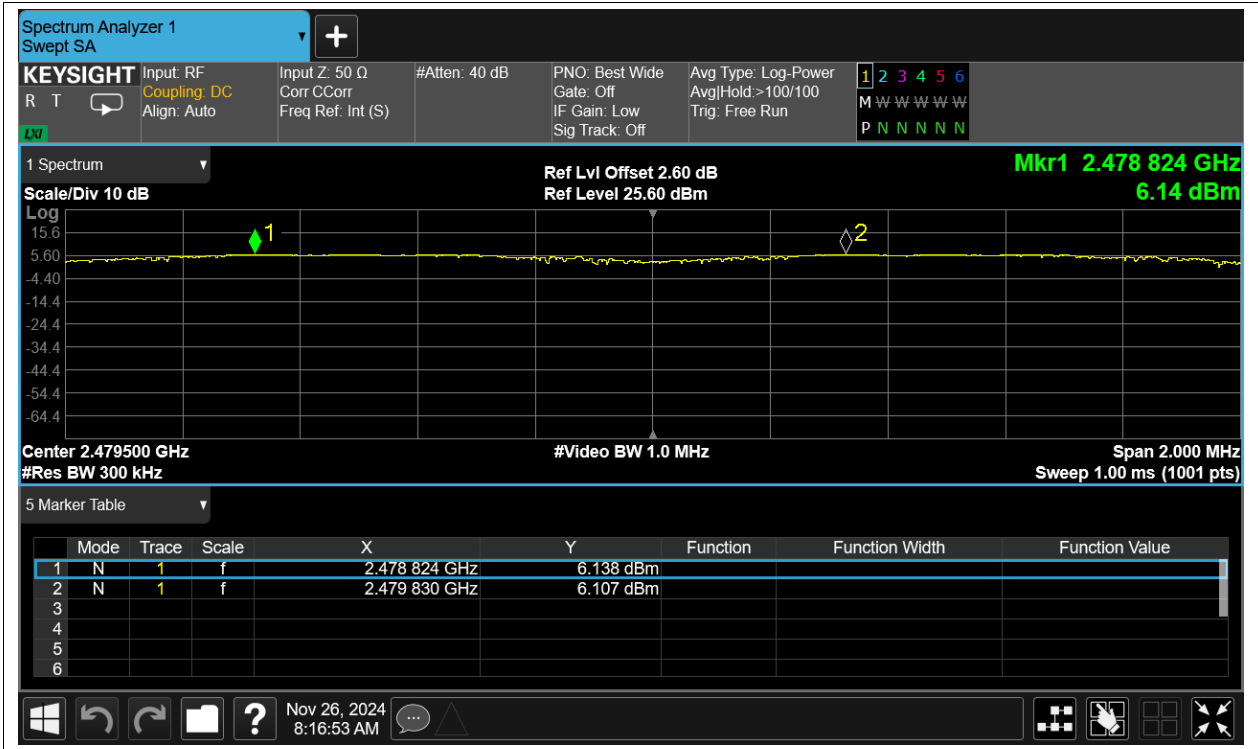 Spectrum Analyzer 1
Swept SA
KEYSIGHT
R T
LXI
Input: RF
Coupling: DC
Align: Auto
Input Z: 50 Ω
Corr CCorr
Freq Ref: Int (S)
#Atten: 40 dB
PNO: Best Wide
Gate: Off
IF Gain: Low
Sig Track: Off
Avg Type: Log-Power
Avg|Hold:>100/100
Trig: Free Run
1 2 3 4 5 6
M W W W W W
P N N N N N
1 Spectrum
Scale/Div 10 dB
Ref Lvl Offset 2.60 dB
Ref Level 25.60 dBm
Mkr1 2.478 824 GHz
6.14 dBm
Log
15.6
5.60
-4.40
-14.4
-24.4
-34.4
-44.4
-54.4
-64.4
1
2
Center 2.479500 GHz
#Video BW 1.0 MHz
Span 2.000 MHz
#Res BW 300 kHz
Sweep 1.00 ms (1001 pts)
5 Marker Table
Mode Trace Scale X Y Function Function Width Function Value
1 N 1 f 2.478 824 GHz 6.138 dBm
2 N 1 f 2.479 830 GHz 6.107 dBm
3
4
5
6
?
Nov 26, 2024
8:16:53 AM